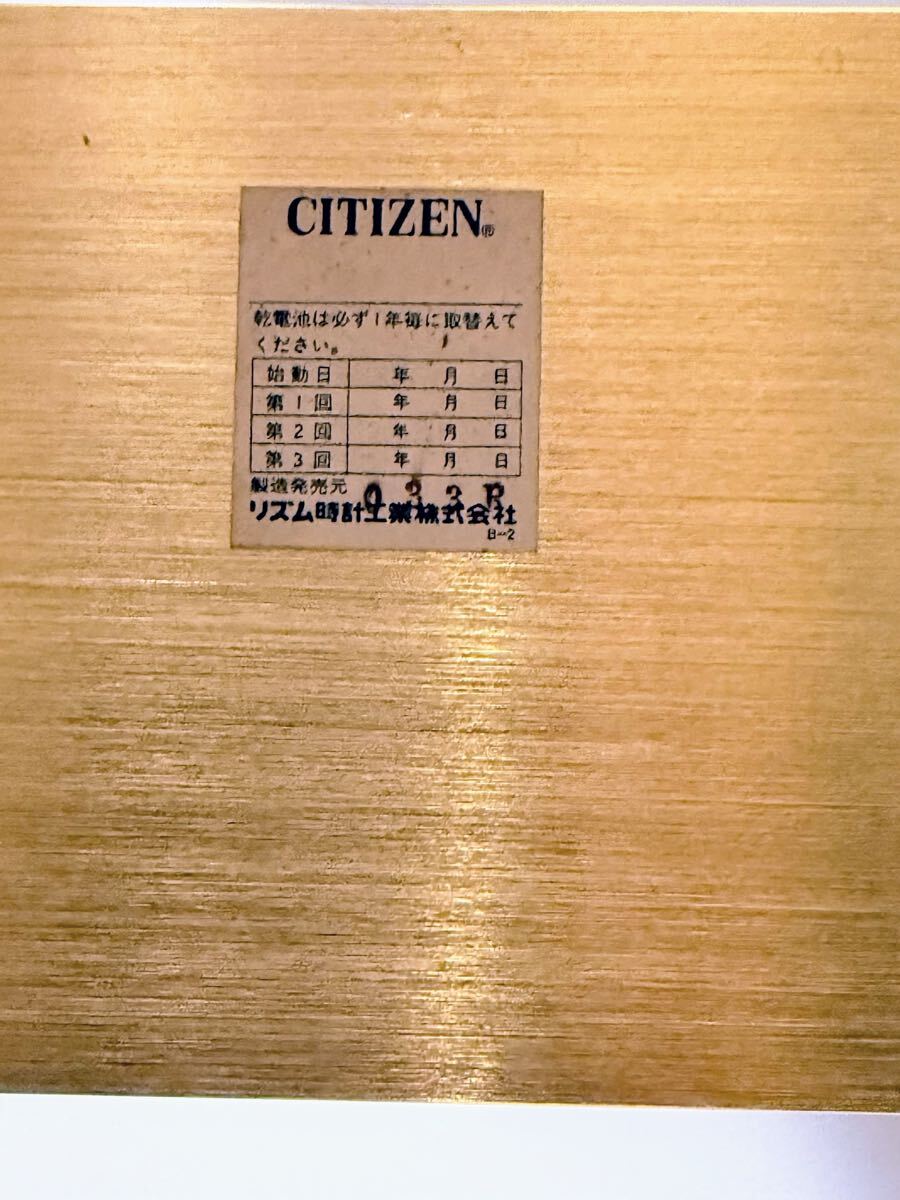 CITIZEN®
乾電池は必ず1年毎に取替えて
ください。
始動日 年 月 日
第1回 年 月 日
第2回 年 月 日
第3回 年 月 日
製造発売元
リズム時計工業株式会社
B-2